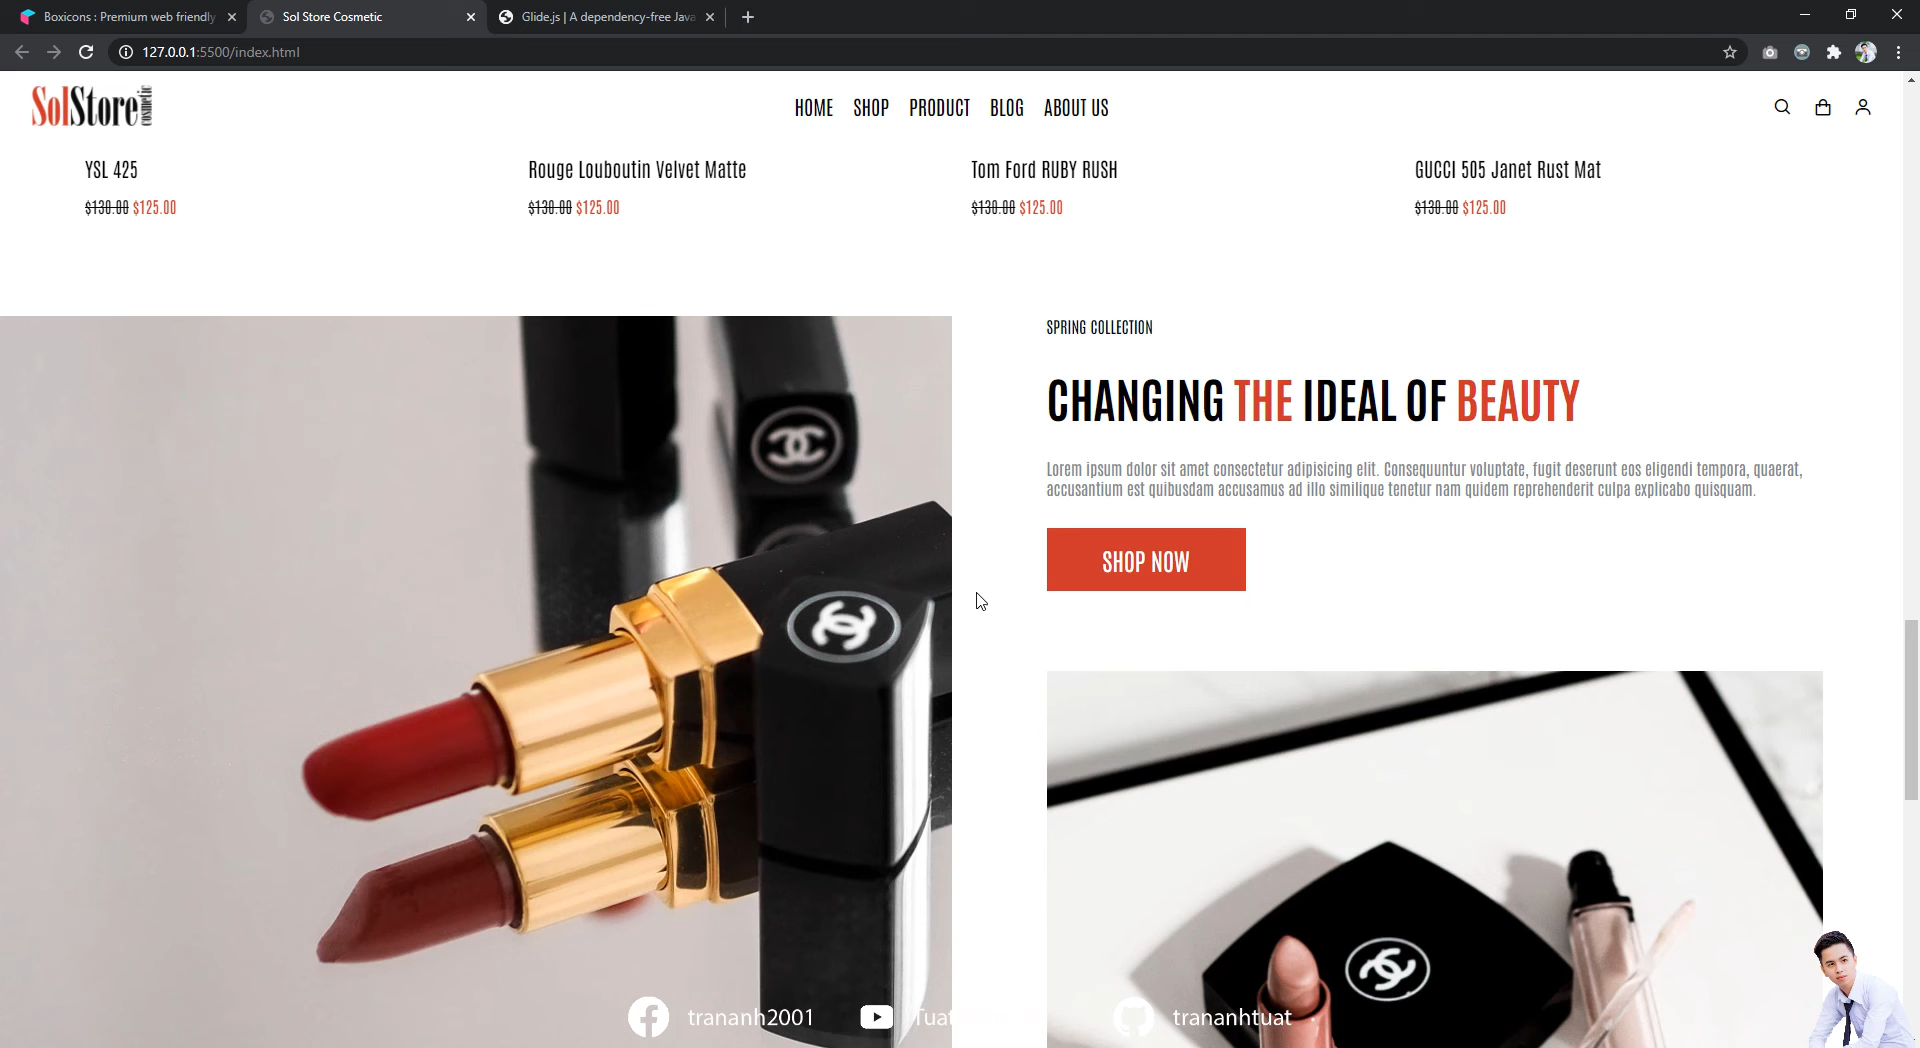 Boxicons : Premium web friendly
Sol Store Cosmetic
Glide.js | A dependency-free Java
127.0.0.1:5500/index.html
SolStore cosmetic
HOME SHOP PRODUCT BLOG ABOUT US
YSL 425
Rouge Louboutin Velvet Matte
Tom Ford RUBY RUSH
GUCCI 505 Janet Rust Mat
$130.00 $125.00
$130.00 $125.00
$130.00 $125.00
$130.00 $125.00
SPRING COLLECTION
CHANGING THE IDEAL OF BEAUTY
Lorem ipsum dolor sit amet consectetur adipisicing elit. Consequuntur voluptate, fugit deserunt eos eligendi tempora, quaerat,
accusantium est quibusdam accusamus ad illo similique tenetur nam quidem reprehenderit culpa explicabo quisquam.
SHOP NOW
trananh2001
Tuat
trananhtuat